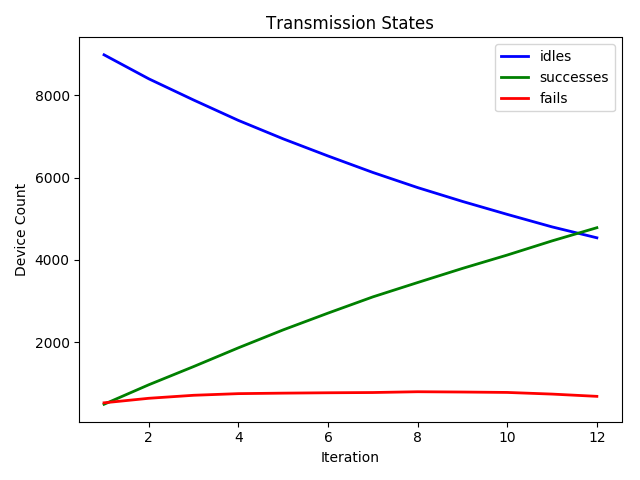 Transmission States
idles
successes
fails
Device Count
8000
6000
4000
2000
2 4 6 8 10 12
Iteration